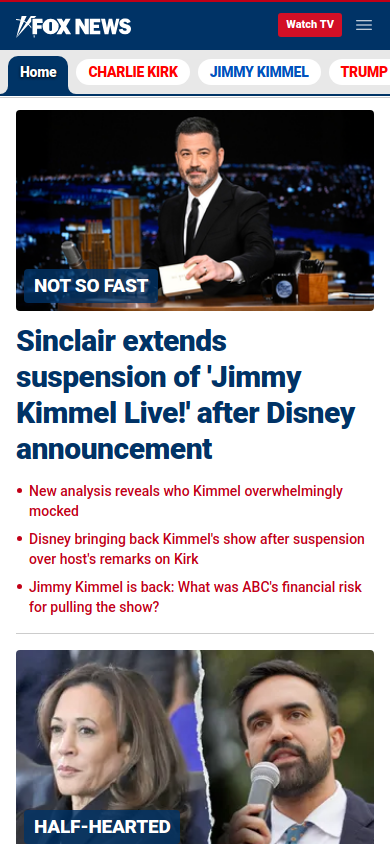 FOX NEWS
Watch TV
Home
CHARLIE KIRK
JIMMY KIMMEL
TRUMP
NOT SO FAST
Sinclair extends
suspension of 'Jimmy
Kimmel Live!' after Disney
announcement
• New analysis reveals who Kimmel overwhelmingly
mocked
• Disney bringing back Kimmel's show after suspension
over host's remarks on Kirk
• Jimmy Kimmel is back: What was ABC's financial risk
for pulling the show?
HALF-HEARTED